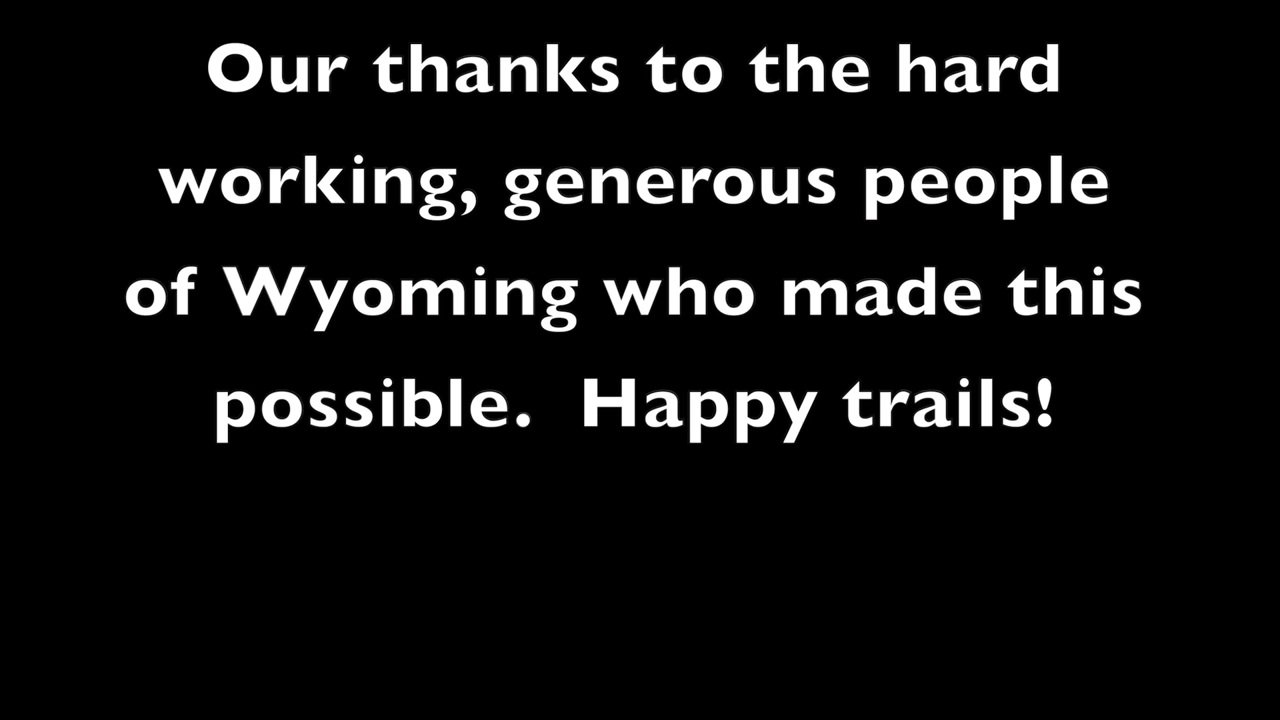 Our thanks to the hard
working, generous people
of Wyoming who made this
possible.  Happy trails!